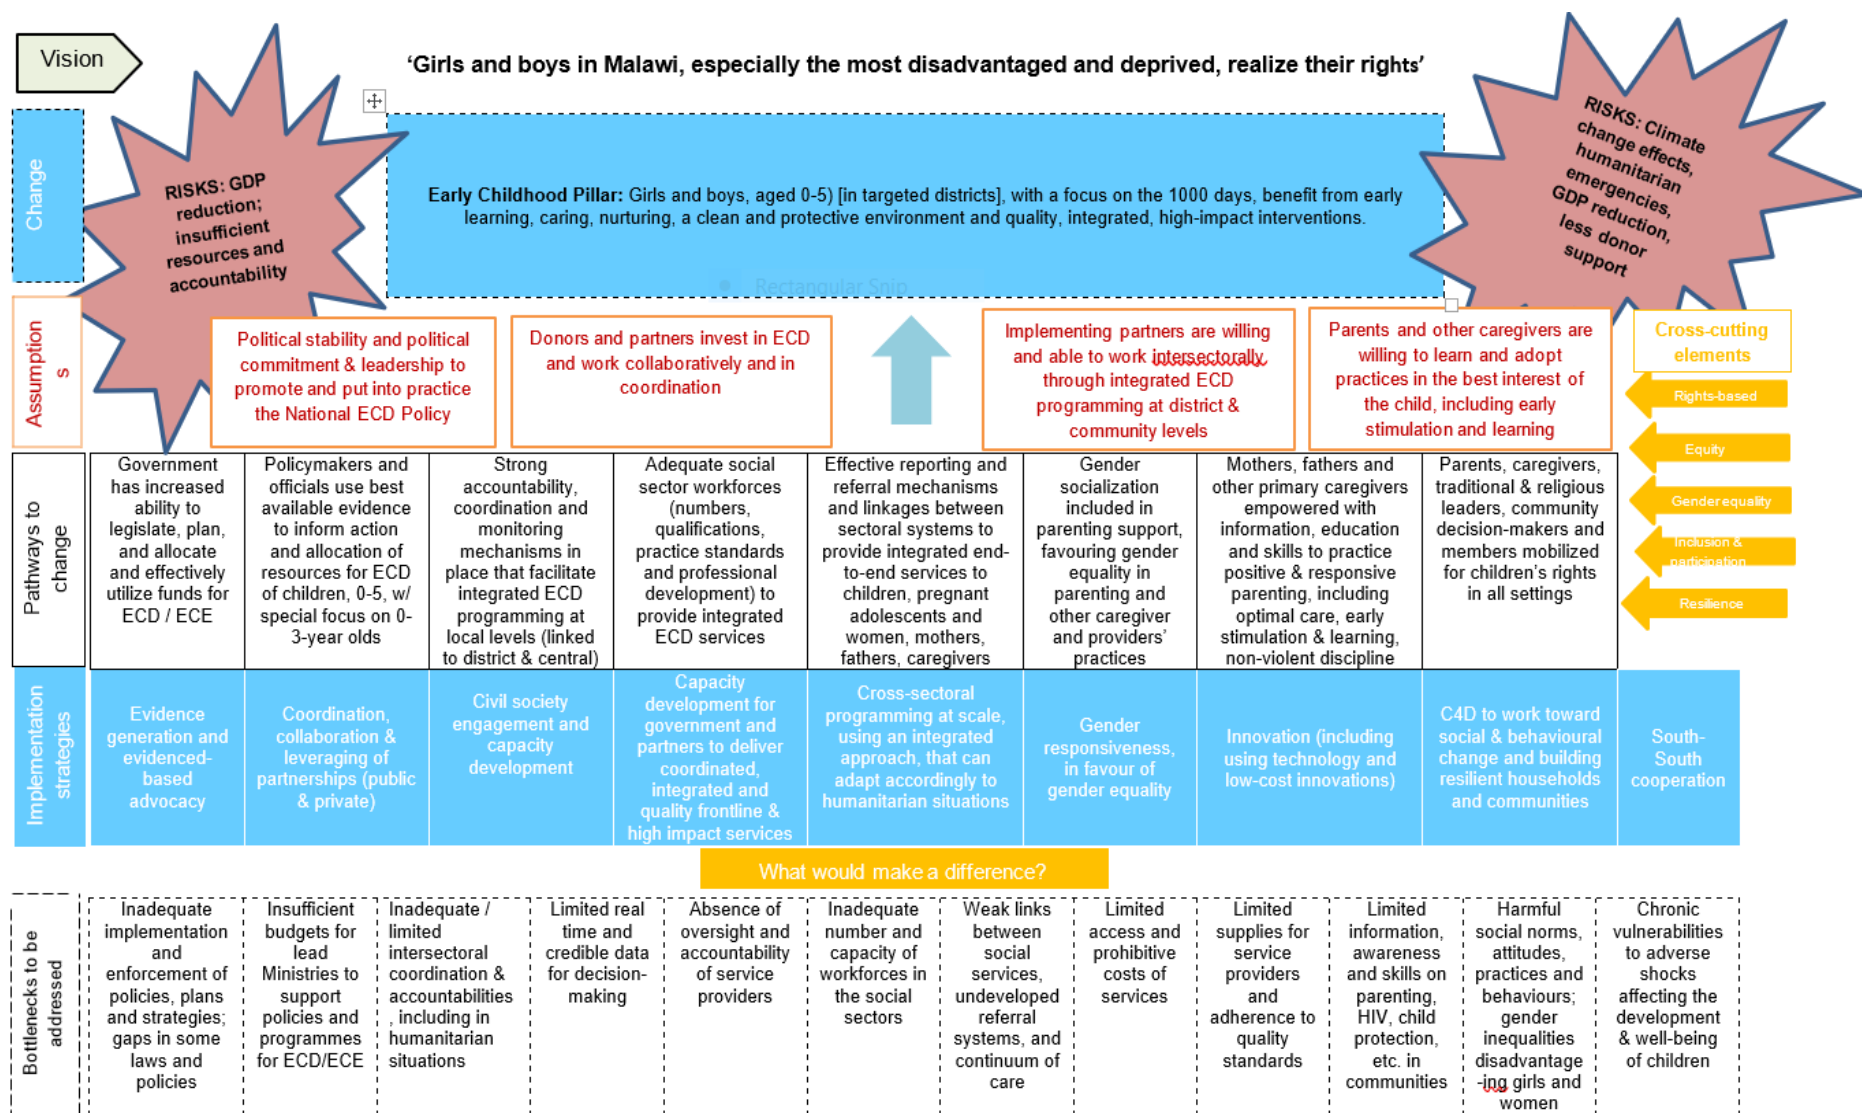 Vision
‘Girls and boys in Malawi, especially the most disadvantaged and deprived, realize their rights’
Change
RISKS: GDP
reduction;
insufficient
resources and
accountability
Early Childhood Pillar: Girls and boys, aged 0-5) [in targeted districts], with a focus on the 1000 days, benefit from early
learning, caring, nurturing, a clean and protective environment and quality, integrated, high-impact interventions.
Rectangular Snip
RISKS: Climate
change effects,
humanitarian
emergencies,
GDP reduction,
less donor
support
Assumption
s
Political stability and political
commitment & leadership to
promote and put into practice
the National ECD Policy
Donors and partners invest in ECD
and work collaboratively and in
coordination
Implementing partners are willing
and able to work intersectorally
through integrated ECD
programming at district &
community levels
Parents and other caregivers are
willing to learn and adopt
practices in the best interest of
the child, including early
stimulation and learning
Cross-cutting
elements
Rights-based
Equity
Gender equality
Inclusion &
participation
Resilience
Pathways to
change
Government
has increased
ability to
legislate, plan,
and allocate
and effectively
utilize funds for
ECD / ECE
Policymakers and
officials use best
available evidence
to inform action
and allocation of
resources for ECD
of children, 0-5, w/
special focus on 0-
3-year olds
Strong
accountability,
coordination and
monitoring
mechanisms in
place that facilitate
integrated ECD
programming at
local levels (linked
to district & central)
Adequate social
sector workforces
(numbers,
qualifications,
practice standards
and professional
development) to
provide integrated
ECD services
Effective reporting and
referral mechanisms
and linkages between
sectoral systems to
provide integrated end-
to-end services to
children, pregnant
adolescents and
women, mothers,
fathers, caregivers
Gender
socialization
included in
parenting support,
favouring gender
equality in
parenting and
other caregiver
and providers’
practices
Mothers, fathers and
other primary caregivers
empowered with
information, education
and skills to practice
positive & responsive
parenting, including
optimal care, early
stimulation & learning,
non-violent discipline
Parents, caregivers,
traditional & religious
leaders, community
decision-makers and
members mobilized
for children’s rights
in all settings
Implementation
strategies
Evidence
generation and
evidenced-
based
advocacy
Coordination,
collaboration &
leveraging of
partnerships (public
& private)
Civil society
engagement and
capacity
development
Capacity
development for
government and
partners to deliver
coordinated,
integrated and
quality frontline &
high impact services
Cross-sectoral
programming at scale,
using an integrated
approach, that can
adapt accordingly to
humanitarian situations
Gender
responsiveness,
in favour of
gender equality
Innovation (including
using technology and
low-cost innovations)
C4D to work toward
social & behavioural
change and building
resilient households
and communities
South-
South
cooperation
What would make a difference?
Bottlenecks to be
addressed
Inadequate
implementation
and
enforcement of
policies, plans
and strategies;
gaps in some
laws and
policies
Insufficient
budgets for
lead
Ministries to
support
policies and
programmes
for ECD/ECE
Inadequate /
limited
intersectoral
coordination &
accountabilities
, including in
humanitarian
situations
Limited real
time and
credible data
for decision-
making
Absence of
oversight and
accountability
of service
providers
Inadequate
number and
capacity of
workforces in
the social
sectors
Weak links
between
social
services,
undeveloped
referral
systems, and
continuum of
care
Limited
access and
prohibitive
costs of
services
Limited
supplies for
service
providers
and
adherence to
quality
standards
Limited
information,
awareness
and skills on
parenting,
HIV, child
protection,
etc. in
communities
Harmful
social norms,
attitudes,
practices and
behaviours;
gender
inequalities
disadvantage
-ing girls and
women
Chronic
vulnerabilities
to adverse
shocks
affecting the
development
& well-being
of children